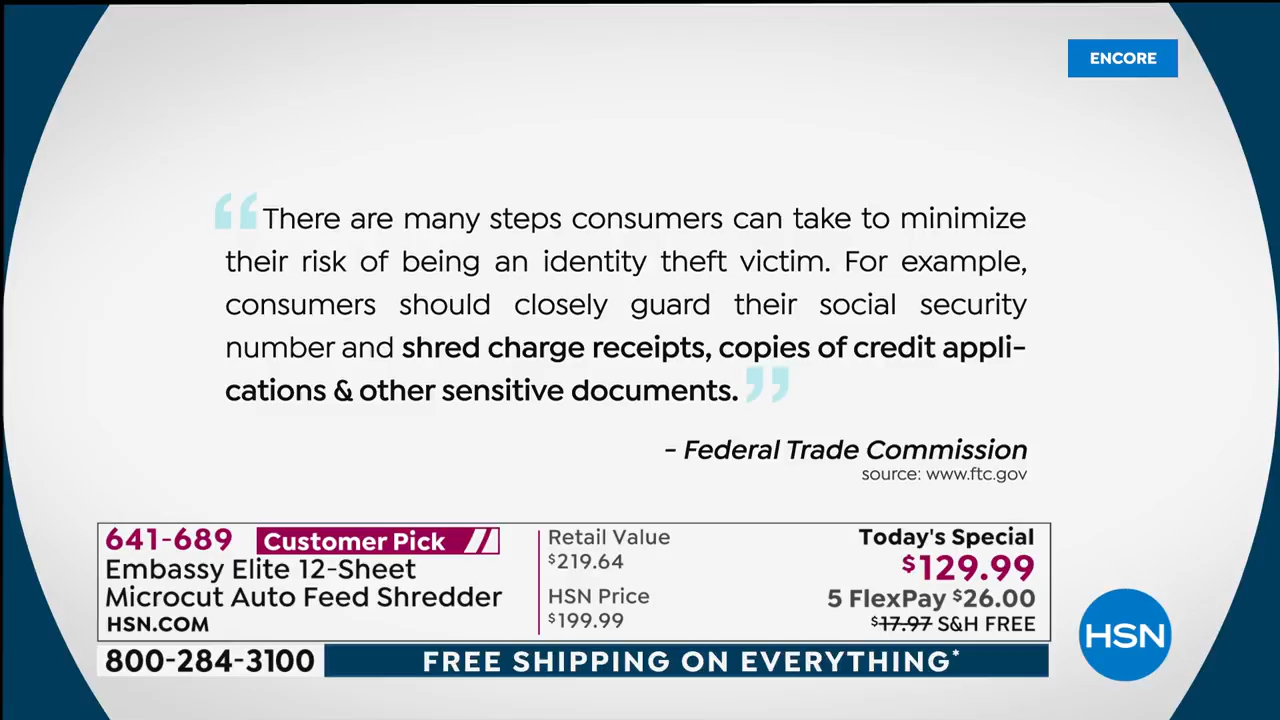 ENCORE
“There are many steps consumers can take to minimize
their risk of being an identity theft victim. For example,
consumers should closely guard their social security
number and shred charge receipts, copies of credit appli-
cations & other sensitive documents.”
- Federal Trade Commission
source: www.ftc.gov
641-689 Customer Pick
Embassy Elite 12-Sheet
Microcut Auto Feed Shredder
HSN.COM
Retail Value
$219.64
HSN Price
$199.99
Today's Special
$129.99
5 FlexPay $26.00
$17.97 S&H FREE
HSN
800-284-3100 FREE SHIPPING ON EVERYTHING*